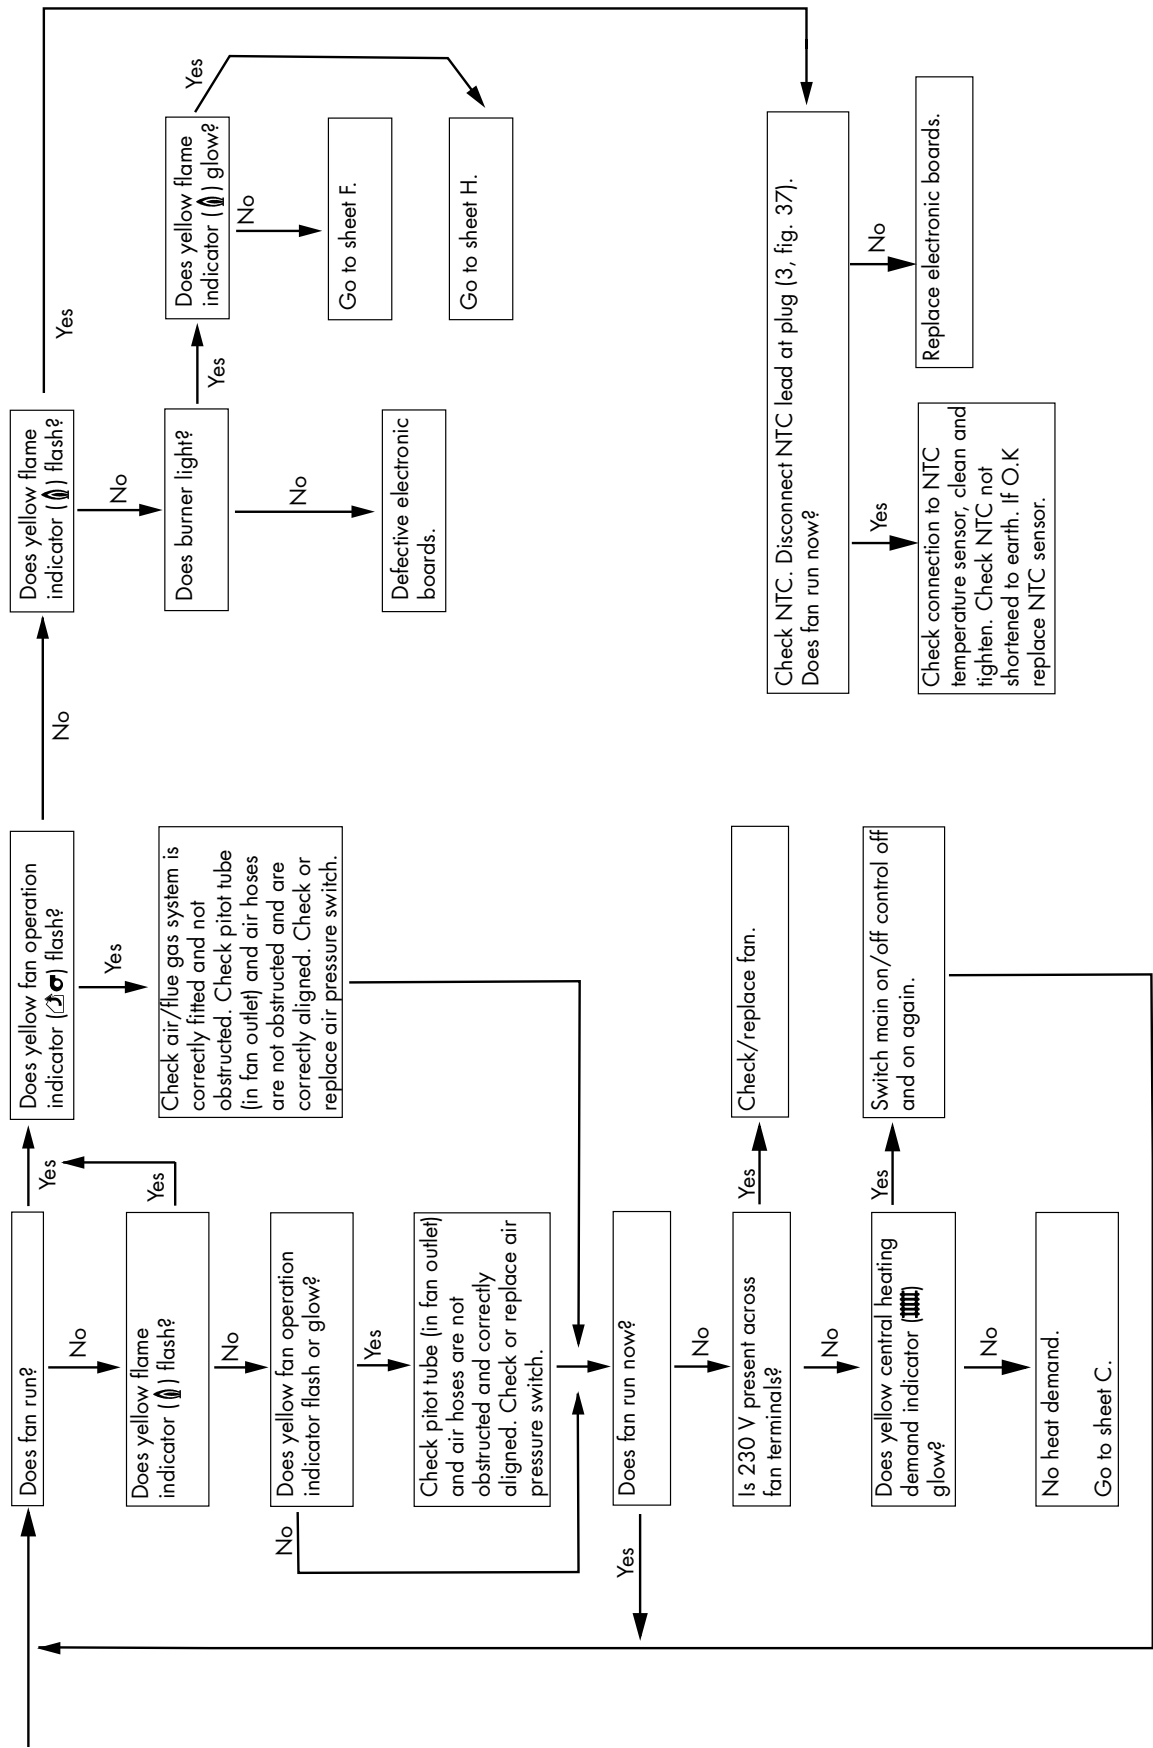 Does fan run?
Yes
No
Does yellow flame
indicator ( ) flash?
Yes
No
Does yellow fan operation
indicator flash or glow?
No
Yes
Check pitot tube (in fan outlet)
and air hoses are not
obstructed and correctly
aligned. Check or replace air
pressure switch.
Does fan run now?
Yes
No
Is 230 V present across
fan terminals?
Yes
No
Check/replace fan.
Does yellow central heating
demand indicator ( )
glow?
Yes
No
Switch main on/off control off
and on again.
No heat demand.
Go to sheet C.
Does yellow fan operation
indicator ( ) flash?
No
Yes
Check air/flue gas system is
correctly fitted and not
obstructed. Check pitot tube
(in fan outlet) and air hoses
are not obstructed and are
correctly aligned. Check or
replace air pressure switch.
Does yellow flame
indicator ( ) flash?
Yes
No
Does burner light?
Yes
No
Defective electronic
boards.
Does yellow flame
indicator ( ) glow?
Yes
No
Go to sheet F.
Go to sheet H.
Check NTC. Disconnect NTC lead at plug (3, fig. 37).
Does fan run now?
Yes
No
Check connection to NTC
temperature sensor, clean and
tighten. Check NTC not
shortened to earth. If O.K
replace NTC sensor.
Replace electronic boards.